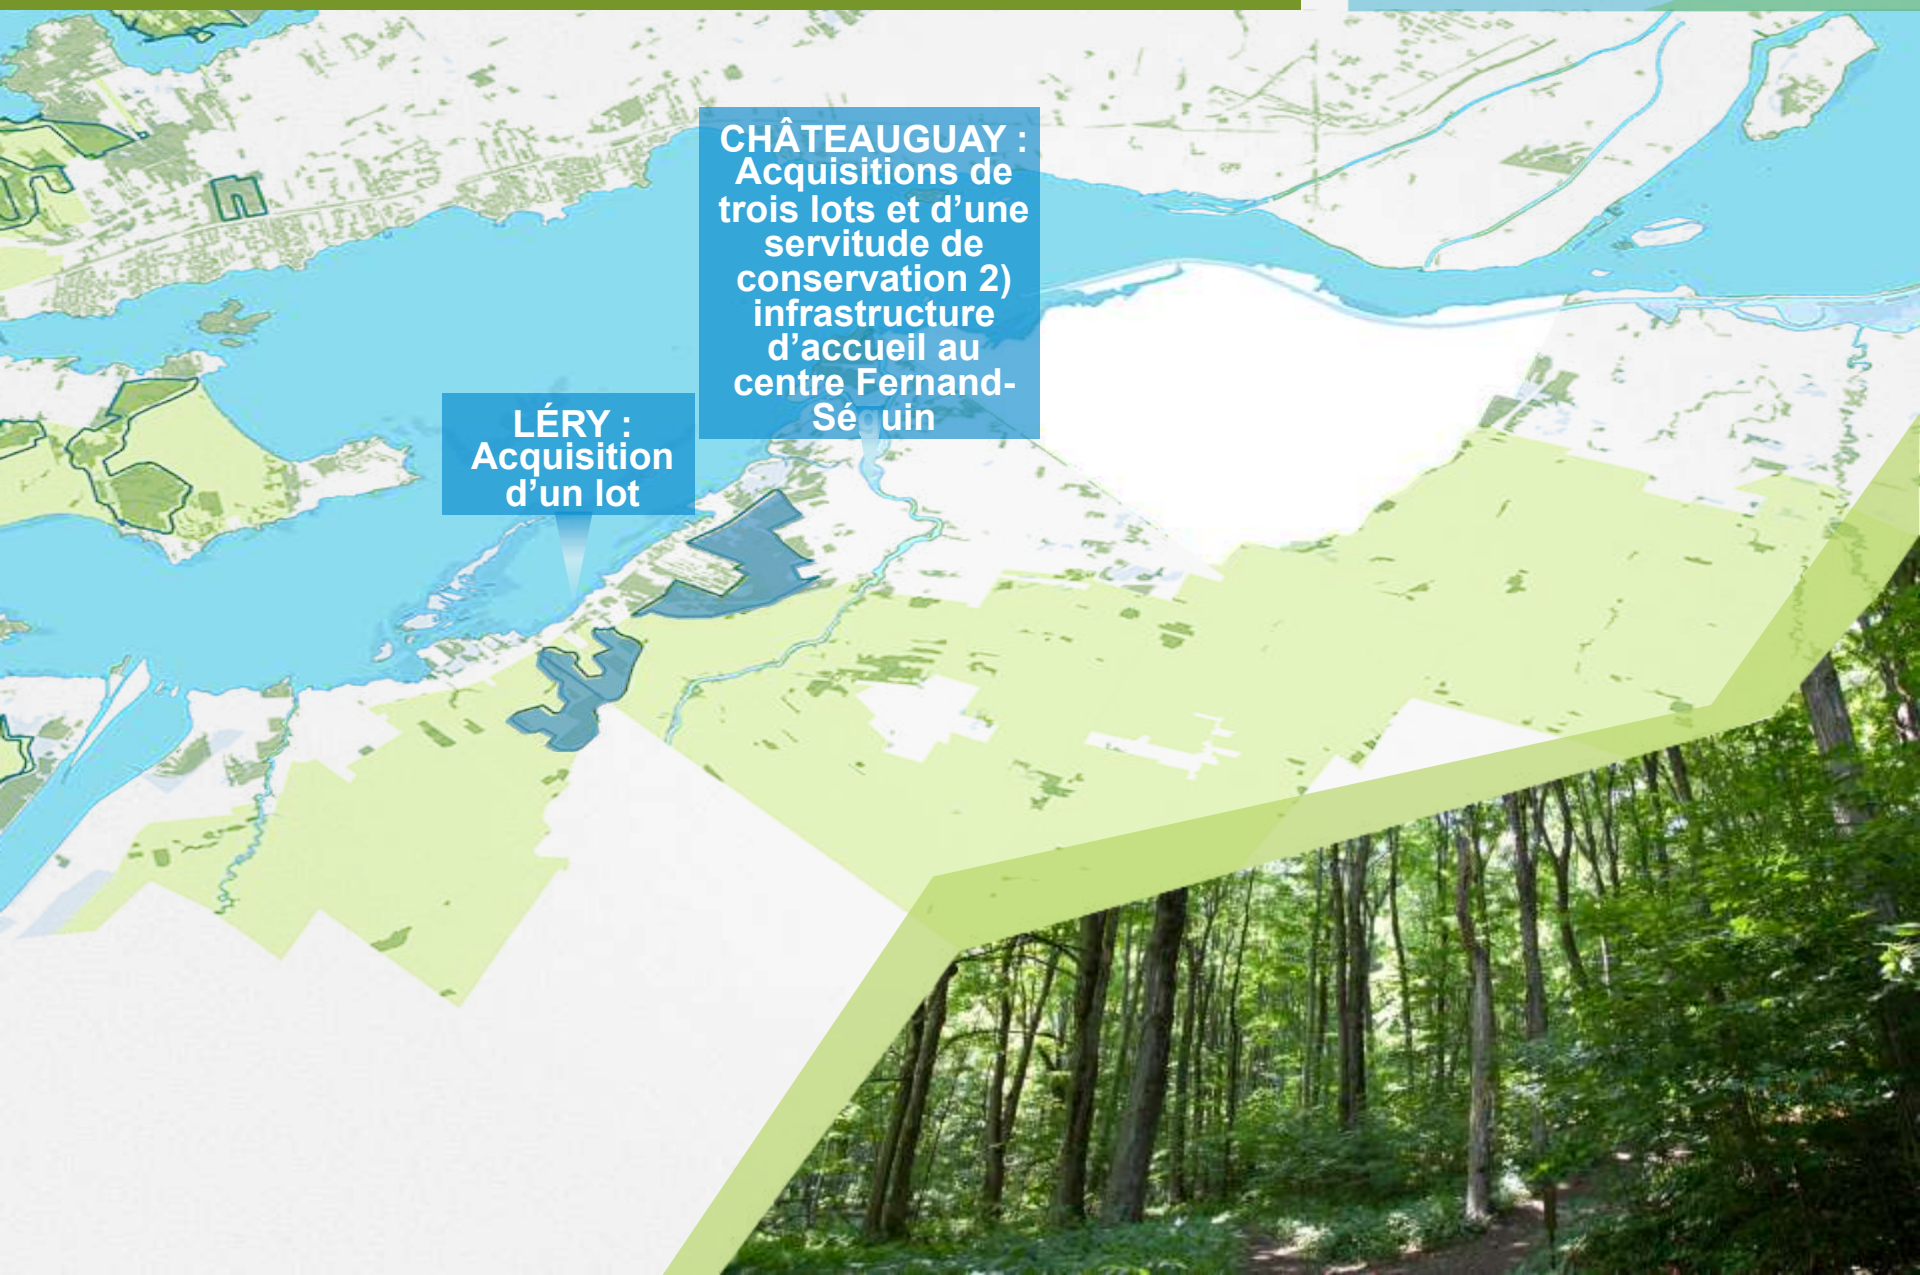 CHÂTEAUGUAY :
Acquisitions de
trois lots et d’une
servitude de
conservation 2)
infrastructure
d’accueil au
centre Fernand-
Séguin
LÉRY :
Acquisition
d’un lot